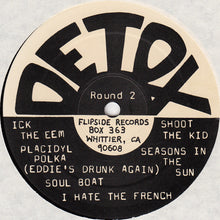 DETOX
Round 2
FLIPSIDE RECORDS
BOX 363
WHITTIER, CA
90608
ICK
THE EEM
PLACIDYL
POLKA
(EDDIE'S DRUNK AGAIN)
SOUL BOAT
SHOOT
THE KID
SEASONS IN
THE
SUN
I HATE THE FRENCH